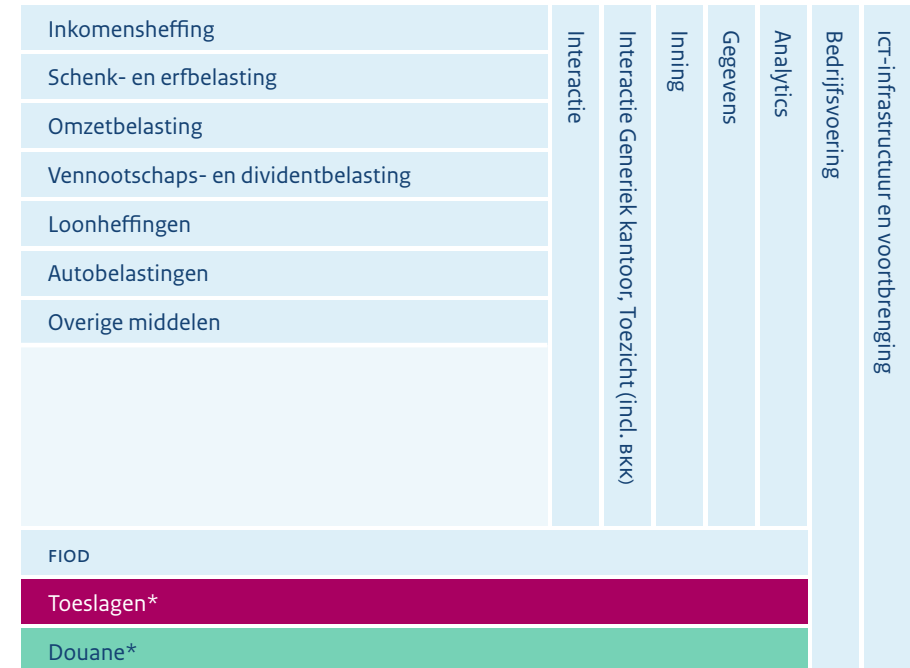 Inkomensheffing
Schenk- en erfbelasting
Omzetbelasting
Vennootschaps- en dividentbelasting
Loonheffingen
Autobelastingen
Overige middelen
Interactie
Interactie Generiek kantoor, Toezicht (incl. BKK)
Inning
Gegevens
Analytics
Bedrijfsvoering
ICT-infrastructuur en voortbrenging
FIOD
Toeslagen*
Douane*